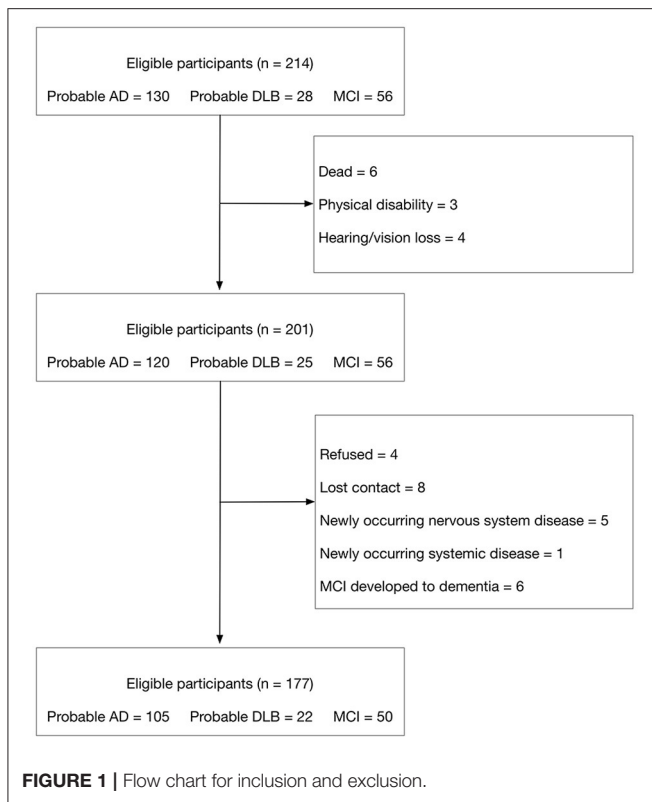 Eligible participants (n = 214)
Probable AD = 130 Probable DLB = 28 MCI = 56
Dead = 6
Physical disability = 3
Hearing/vision loss = 4
Eligible participants (n = 201)
Probable AD = 120 Probable DLB = 25 MCI = 56
Refused = 4
Lost contact = 8
Newly occurring nervous system disease = 5
Newly occurring systemic disease = 1
MCI developed to dementia = 6
Eligible participants (n = 177)
Probable AD = 105 Probable DLB = 22 MCI = 50
FIGURE 1 | Flow chart for inclusion and exclusion.